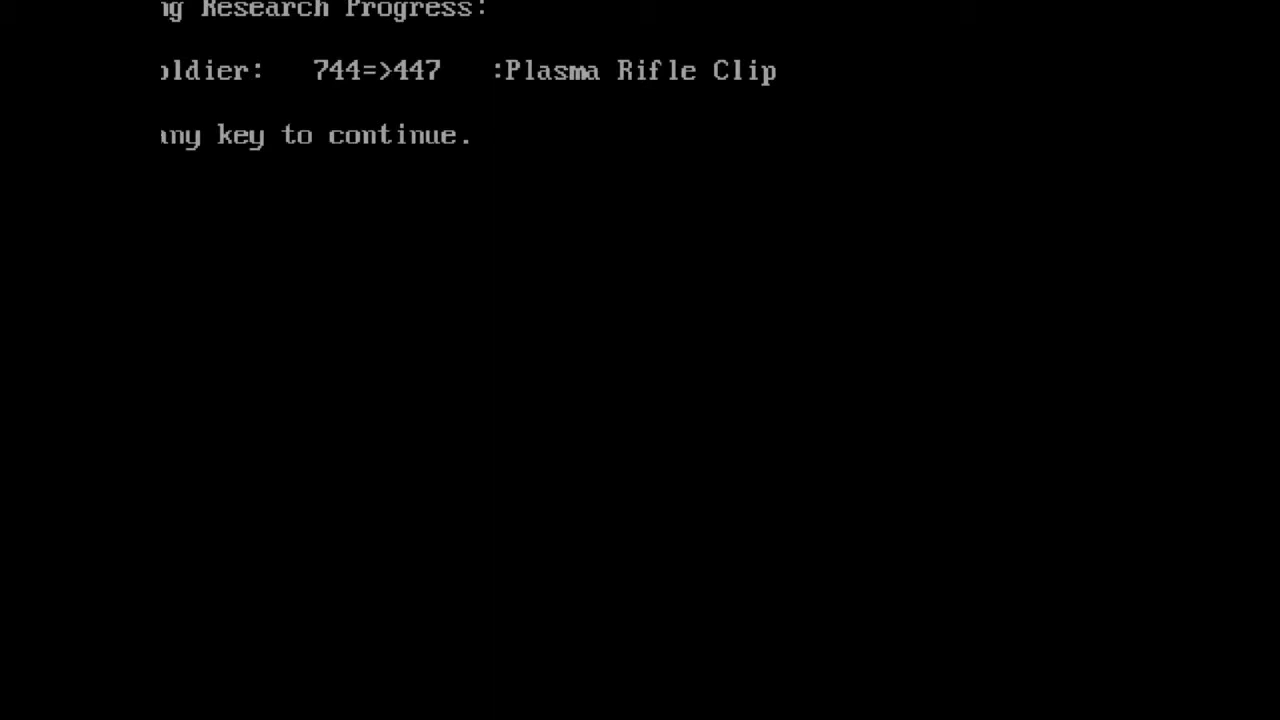 Research Progress:
744=>447 :Plasma Rifle Clip
key to continue.